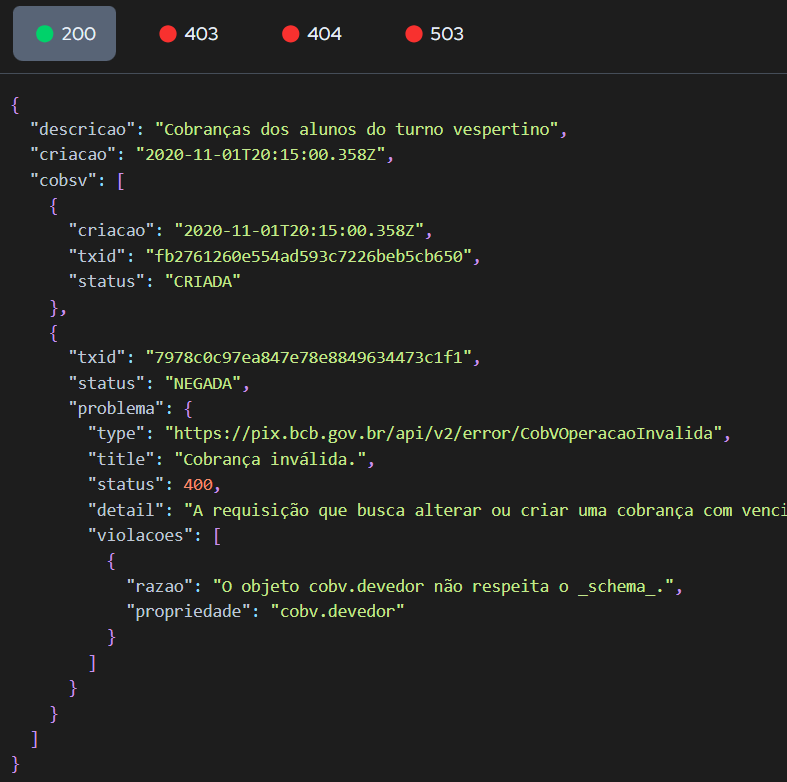 200 403 404 503
{
"descricao": "Cobranças dos alunos do turno vespertino",
"criacao": "2020-11-01T20:15:00.358Z",
"cobsv": [
{
"criacao": "2020-11-01T20:15:00.358Z",
"txid": "fb2761260e554ad593c7226beb5cb650",
"status": "CRIADA"
},
{
"txid": "7978c0c97ea847e78e8849634473c1f1",
"status": "NEGADA",
"problema": {
"type": "https://pix.bcb.gov.br/api/v2/error/CobVOperacaoInvalida",
"title": "Cobrança inválida.",
"status": 400,
"detail": "A requisição que busca alterar ou criar uma cobrança com venci
"violacoes": [
{
"razao": "O objeto cobv.devedor não respeita o _schema_.",
"propriedade": "cobv.devedor"
}
]
}
}
]
}